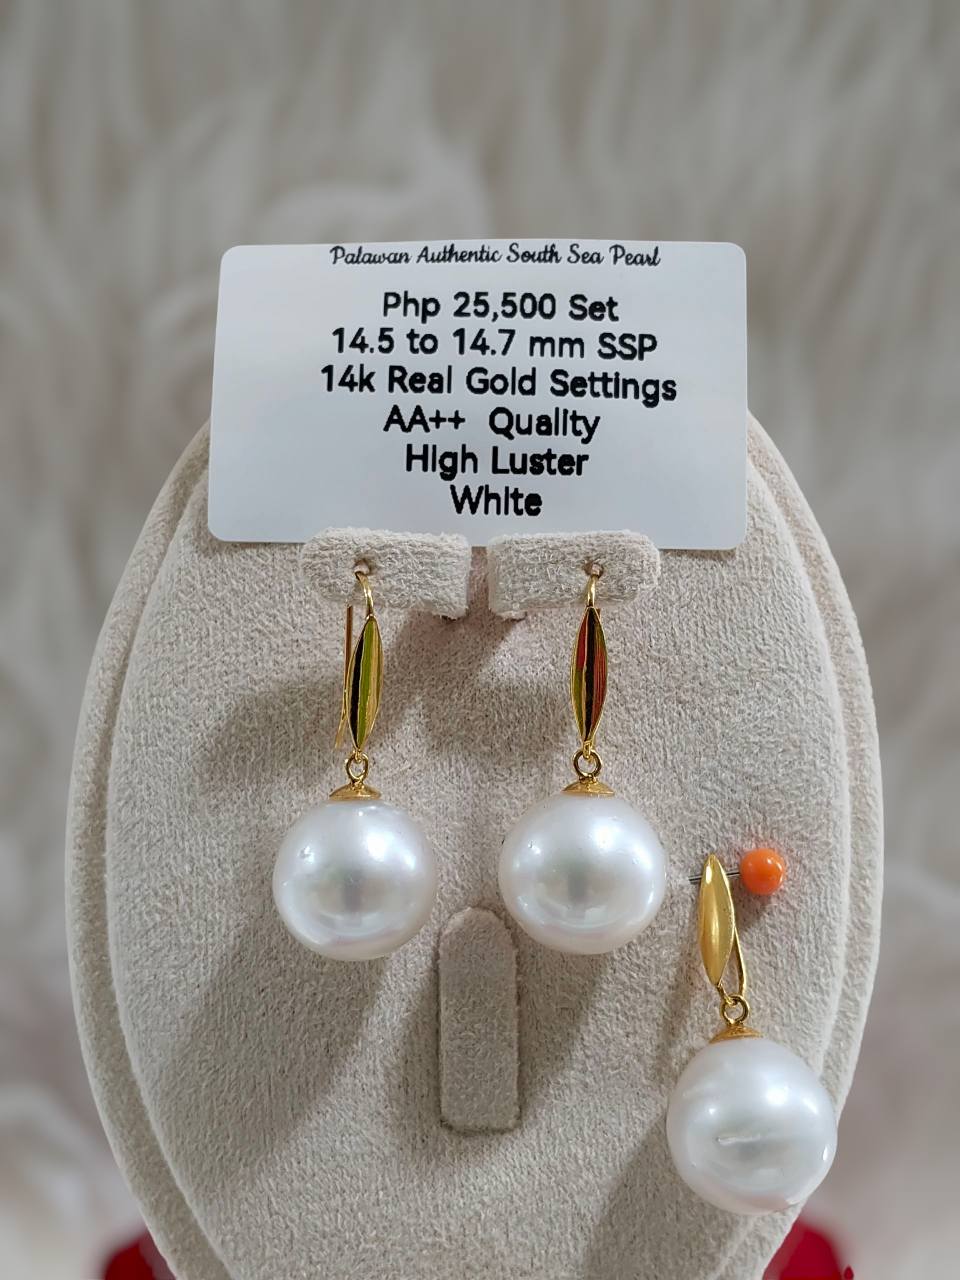 Palawan Authentic South Sea Pearl
Php 25,500 Set
14.5 to 14.7 mm SSP
14k Real Gold Settings
AA++ Quality
High Luster
White